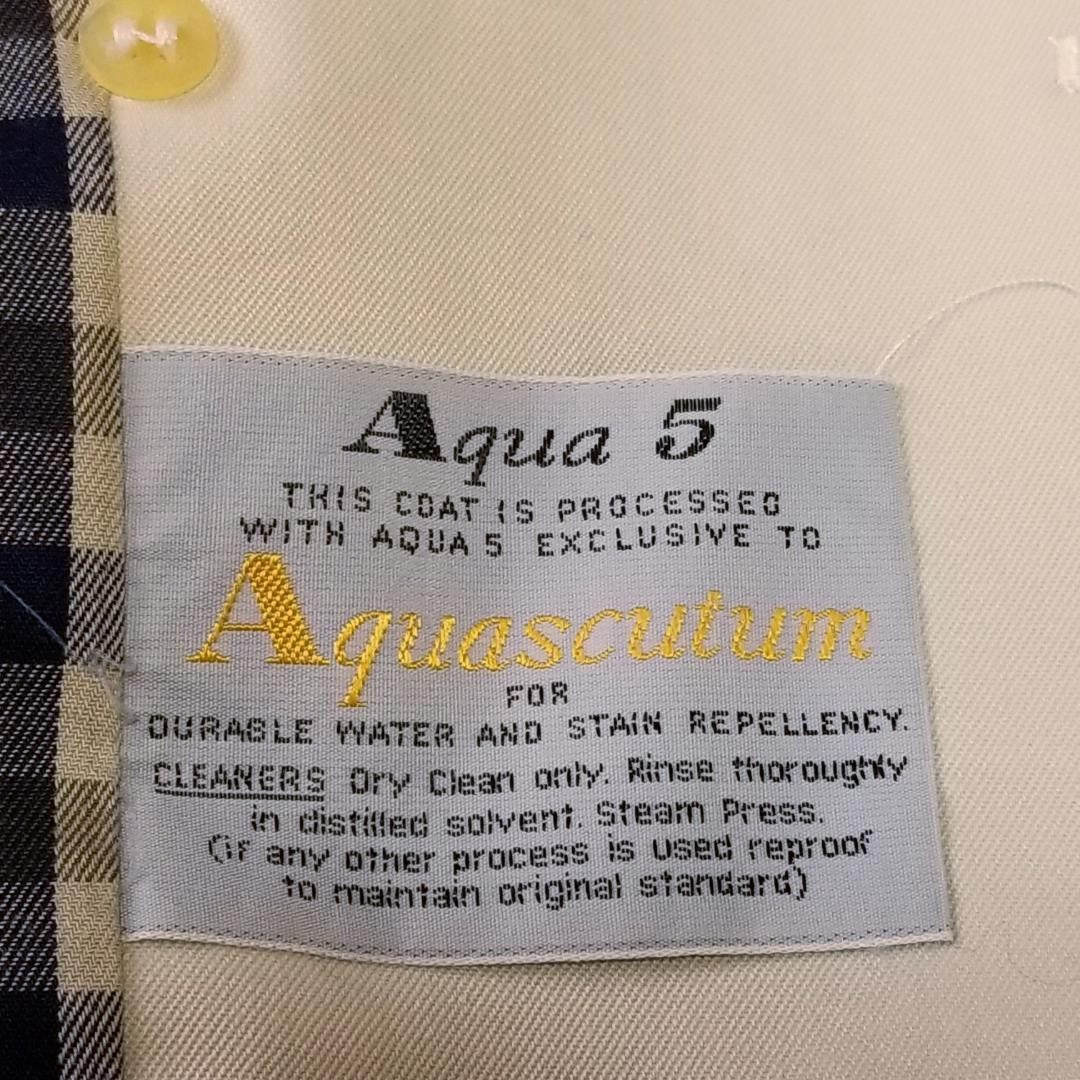 Aqua 5
THIS COAT IS PROCESSED
WITH AQUA 5 EXCLUSIVE TO
Aquascutum
FOR
DURABLE WATER AND STAIN REPELLENCY.
CLEANERS Dry Clean only. Rinse thoroughly
in distilled solvent. Steam Press.
(If any other process is used reproof
to maintain original standard)